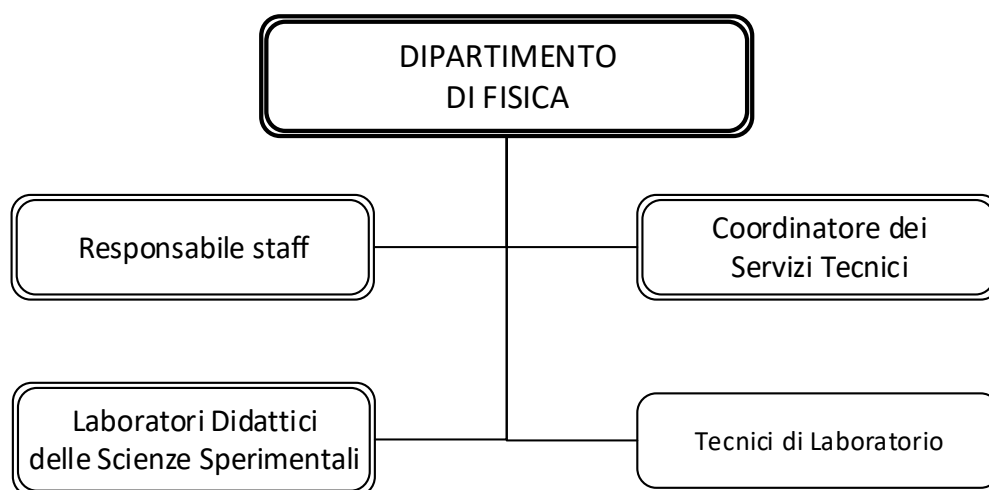 DIPARTIMENTO
DI FISICA
Responsabile staff
Coordinatore dei
Servizi Tecnici
Laboratori Didattici
delle Scienze Sperimentali
Tecnici di Laboratorio